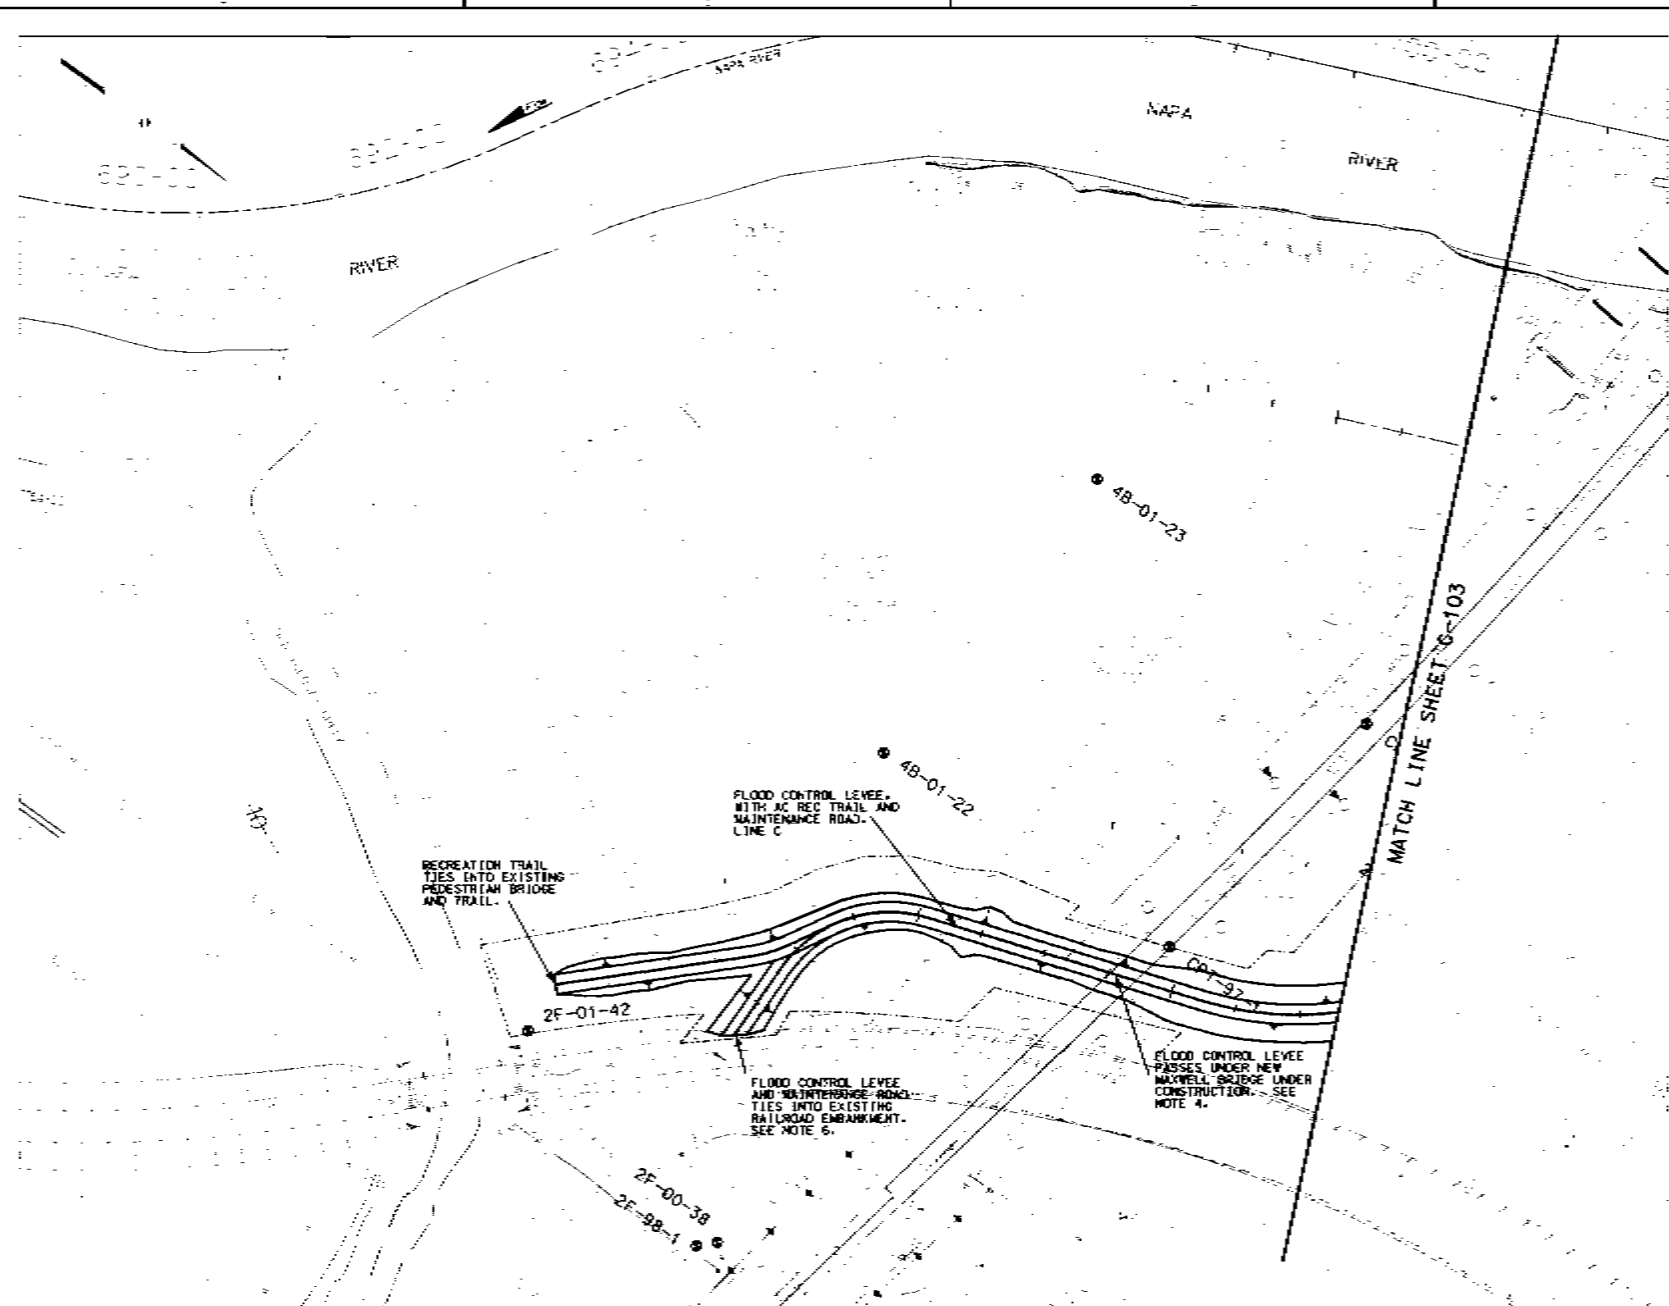 NAPA RIVER
NAPA
RIVER
RIVER
4B-01-23
MATCH LINE SHEET C-103
4B-01-22
FLOOD CONTROL LEVEE,
WITH AC REC TRAIL AND
MAINTENANCE ROAD.
LINE C
RECREATION TRAIL
TIES INTO EXISTING
PEDESTRIAN BRIDGE
AND TRAIL.
2F-01-42
FLOOD CONTROL LEVEE
PASSES UNDER NEW
MAXWELL BRIDGE UNDER
CONSTRUCTION. SEE
NOTE 4.
FLOOD CONTROL LEVEE
AND MAINTENANCE ROAD
TIES INTO EXISTING
RAILROAD EMBANKMENT.
SEE NOTE 6.
2F-00-38
2F-98-1